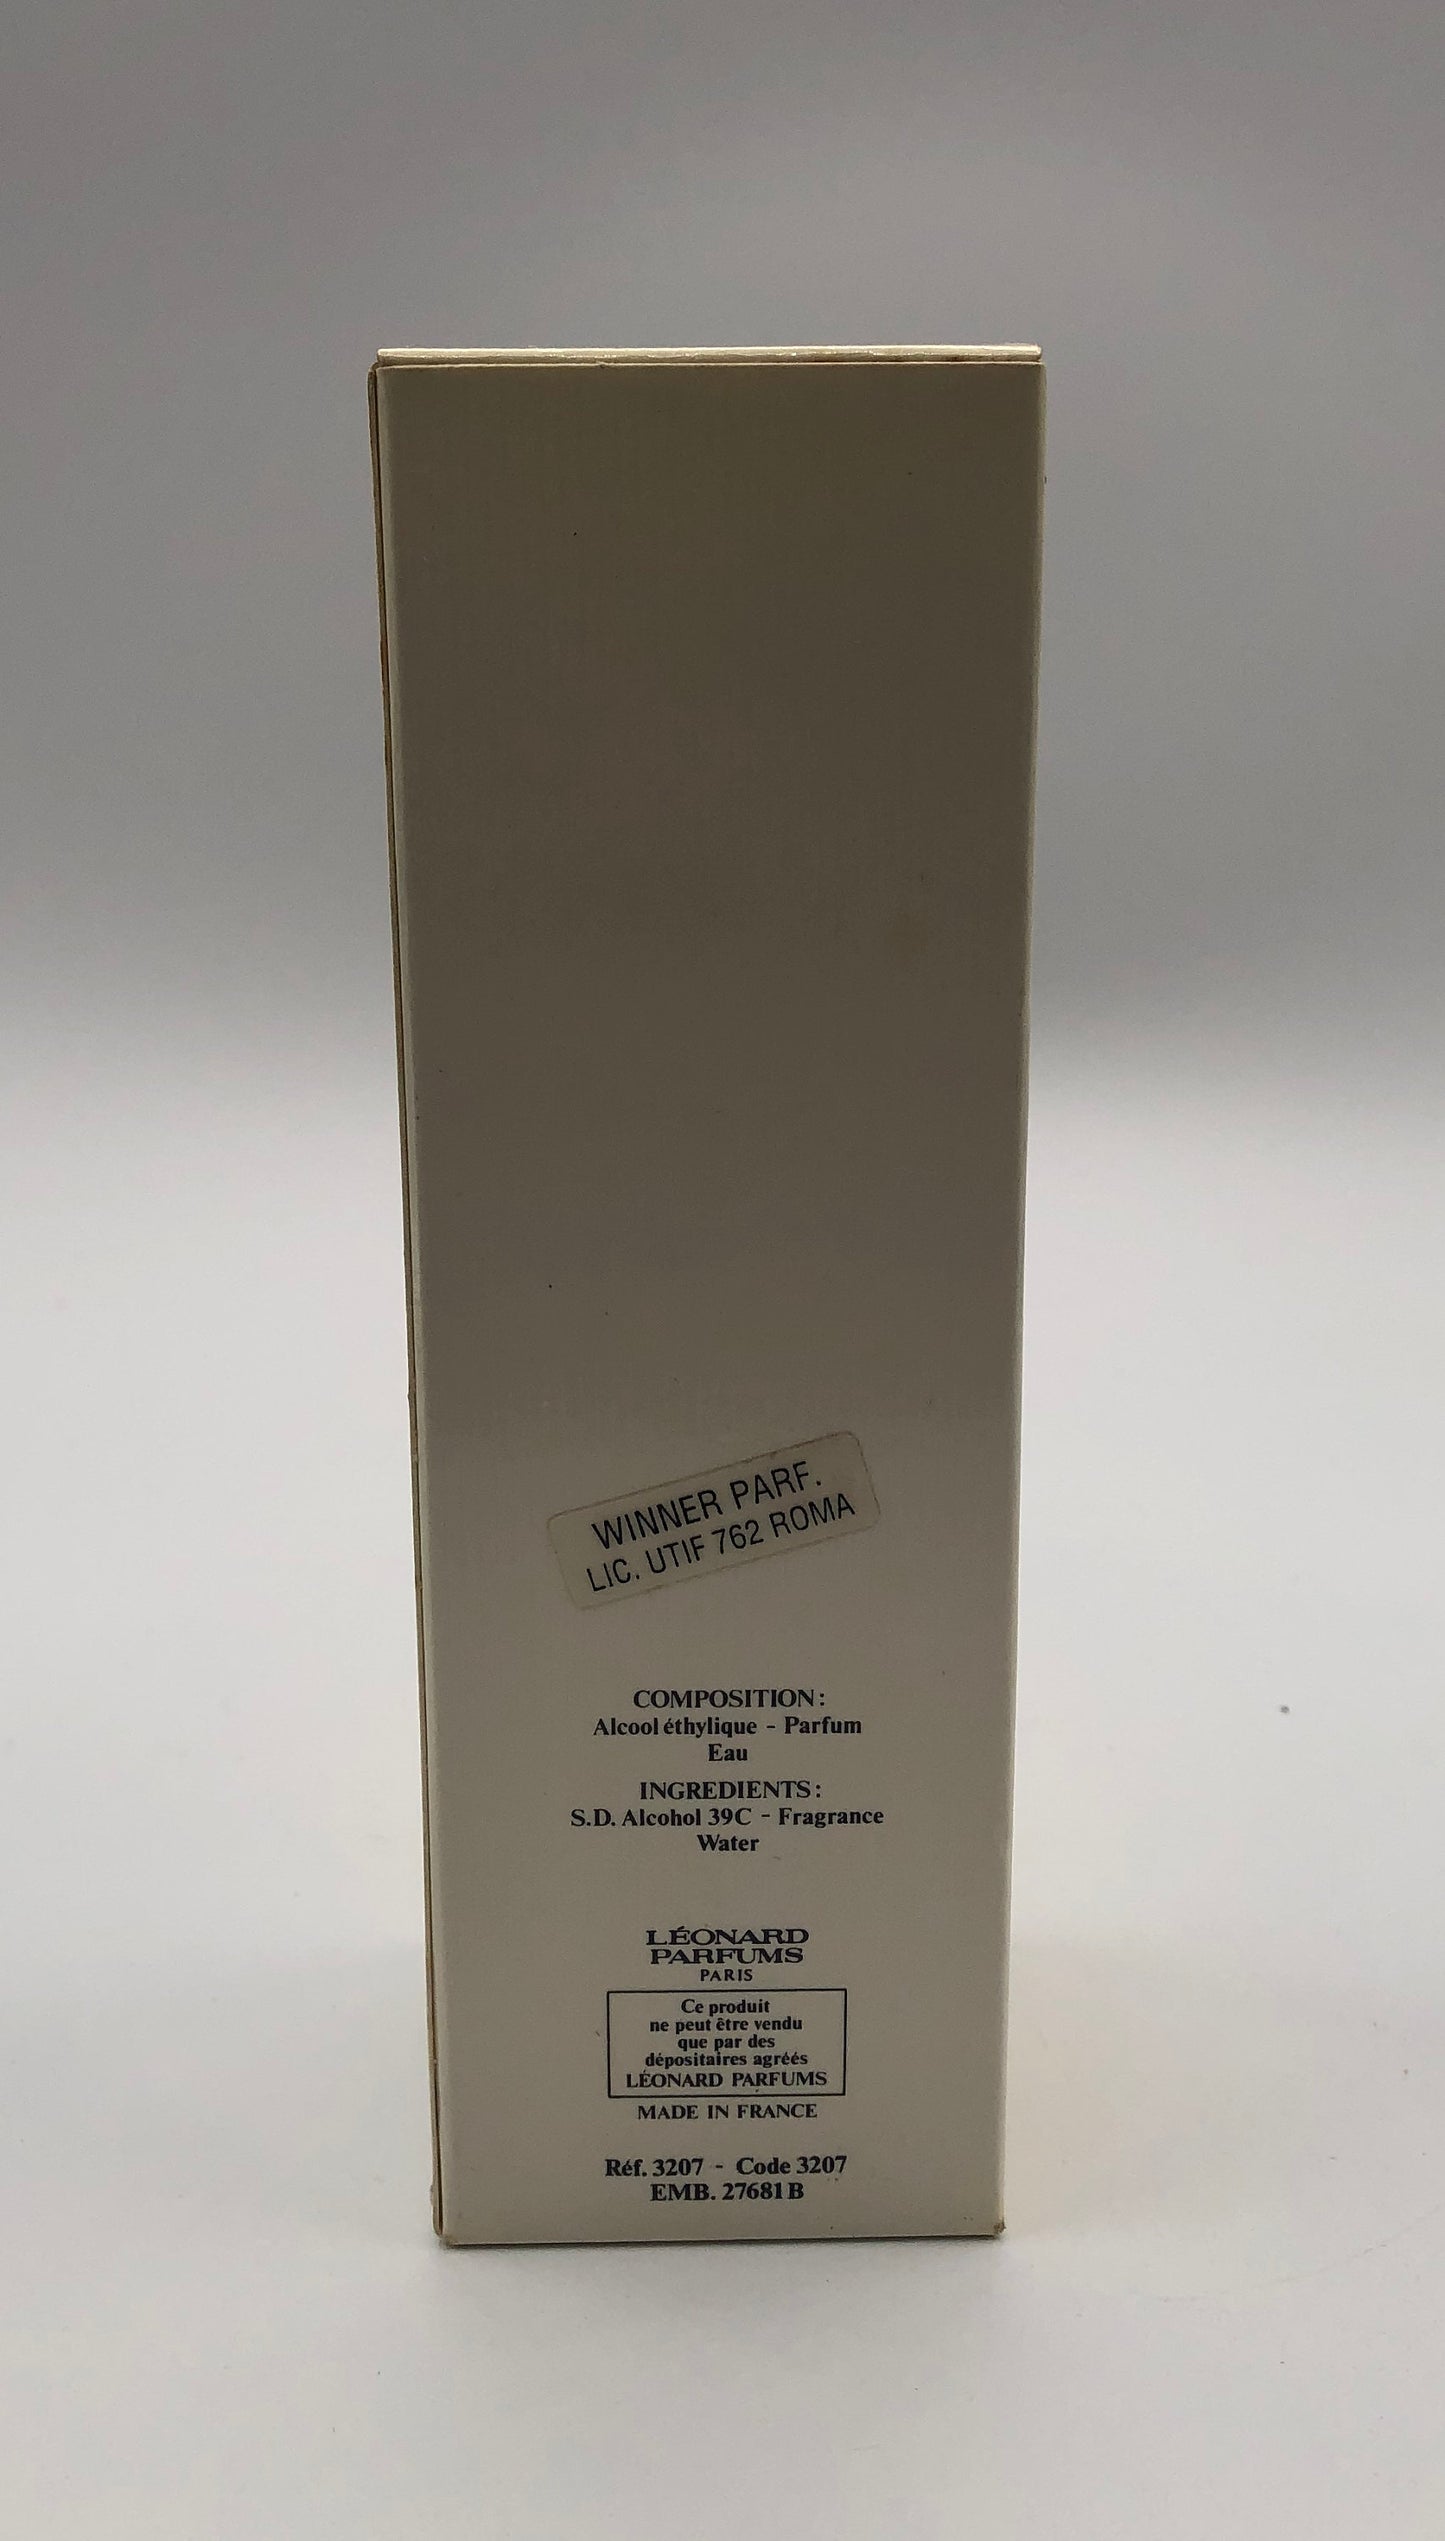 WINNER PARF.
LIC. UTIF 762 ROMA
COMPOSITION:
Alcool éthylique - Parfum
Eau
INGREDIENTS:
S.D. Alcohol 39C - Fragrance
Water
LÉONARD
PARFUMS
PARIS
Ce produit
ne peut être vendu
que par des
dépositaires agréés
LÉONARD PARFUMS
MADE IN FRANCE
Réf. 3207 - Code 3207
EMB. 27681B